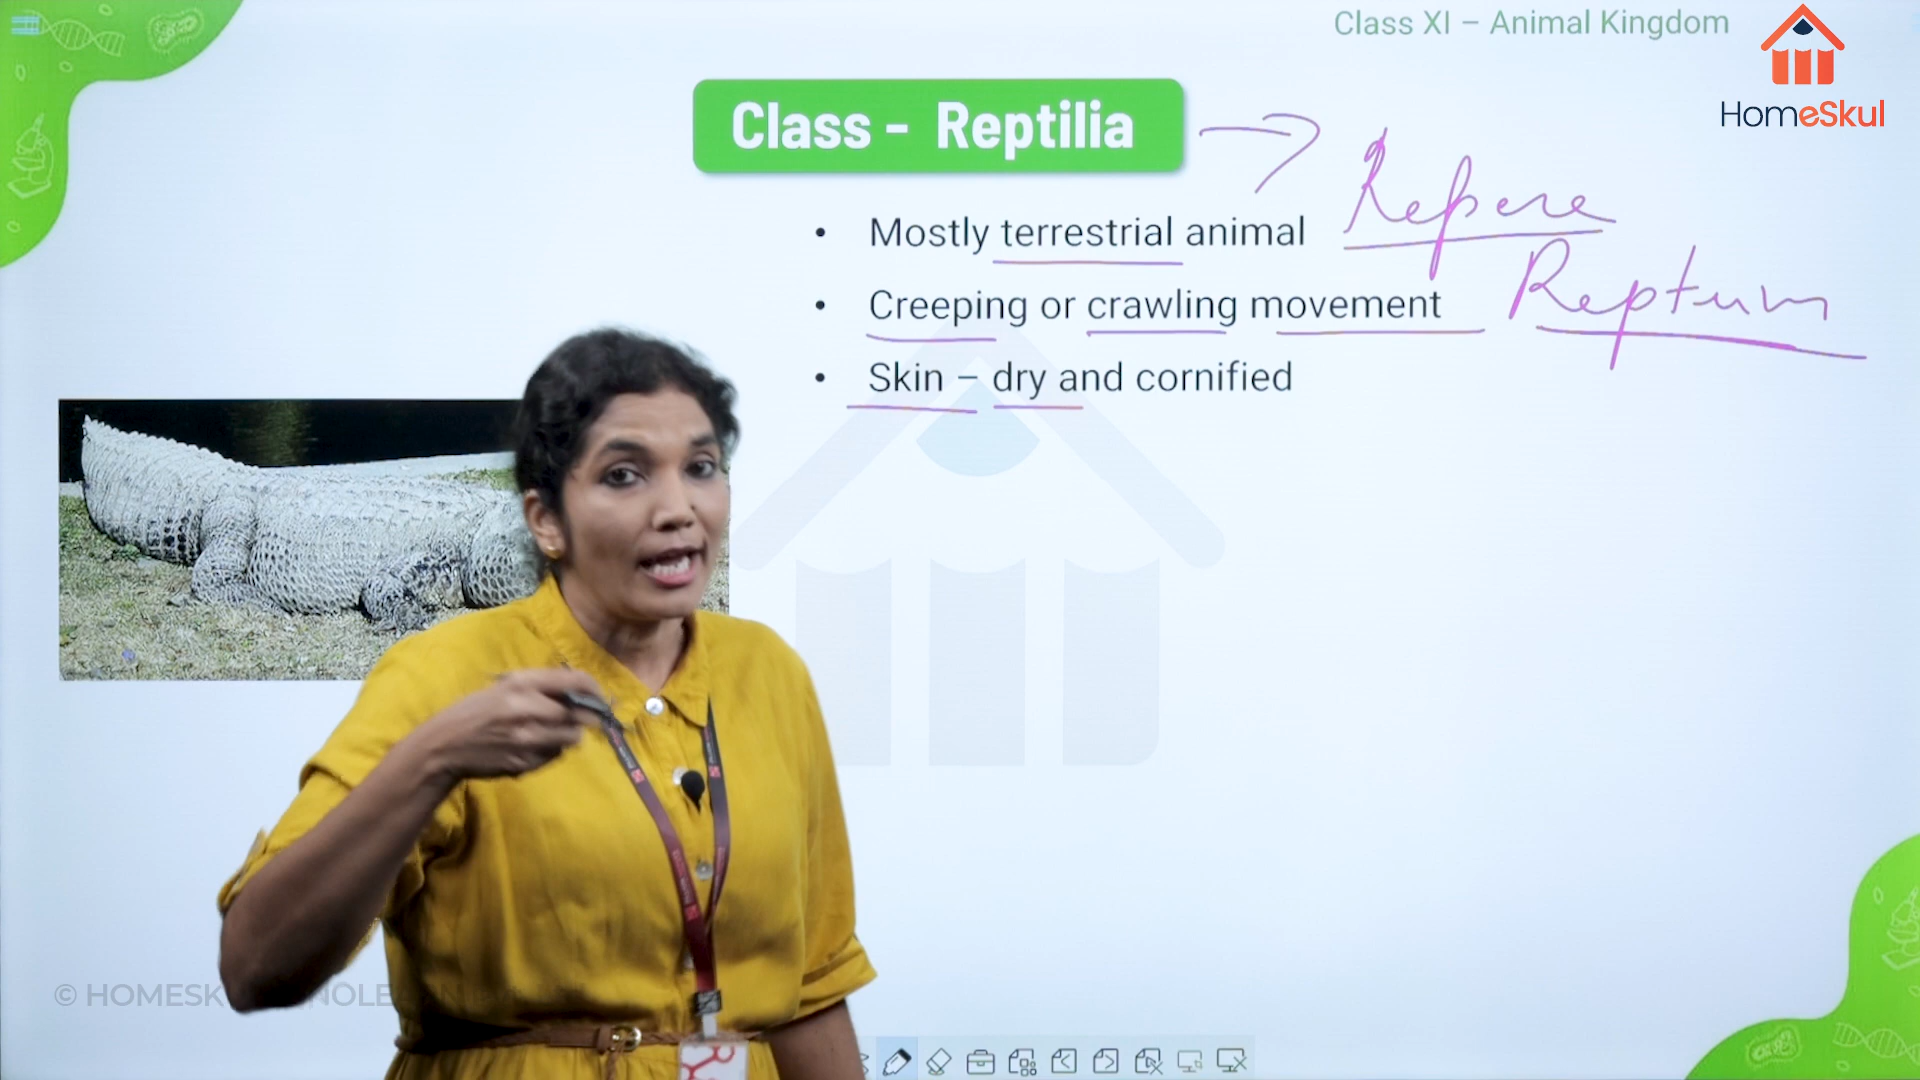 Class XI – Animal Kingdom
HomeSkul
Class - Reptilia
Repere
• Mostly terrestrial animal
Reptum
• Creeping or crawling movement
• Skin – dry and cornified
© HOMESK